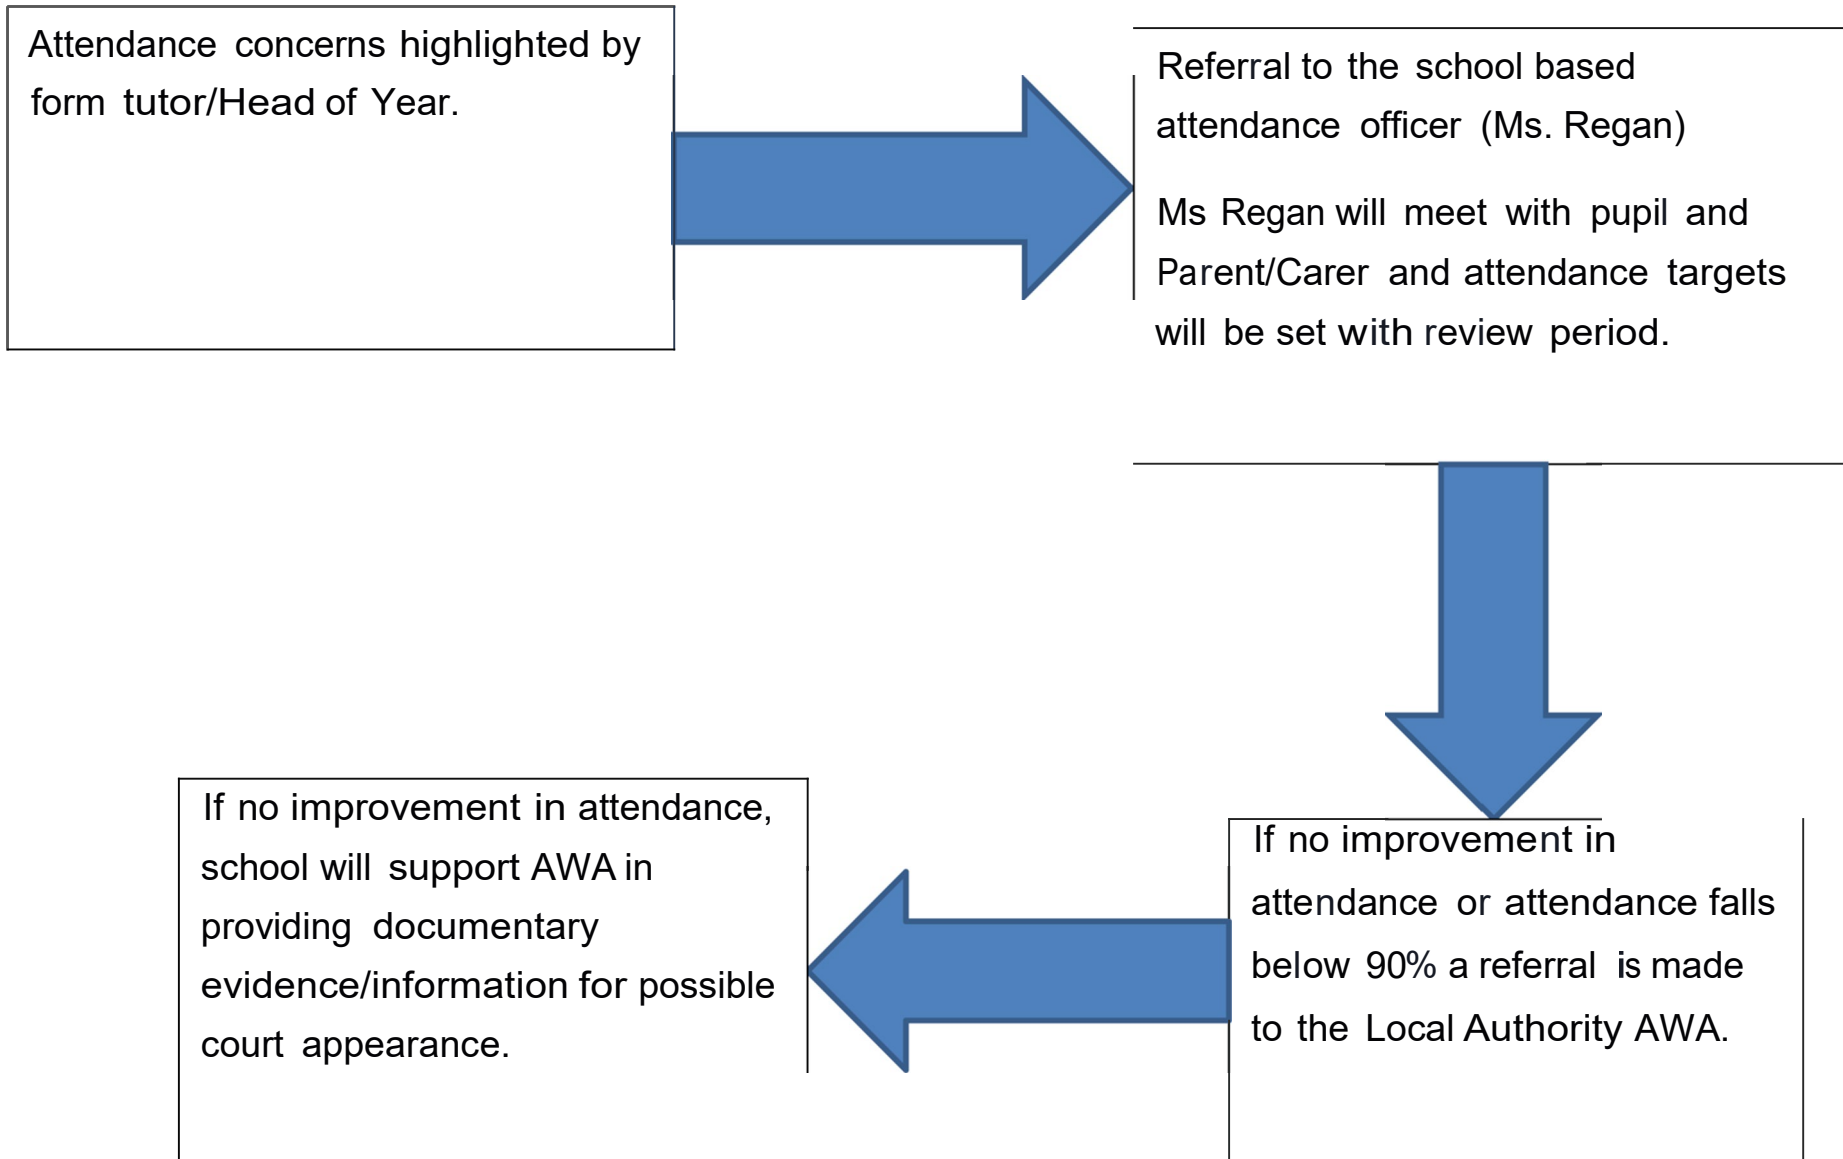 Attendance concerns highlighted by
form tutor/Head of Year.
Referral to the school based
attendance officer (Ms. Regan)
Ms Regan will meet with pupil and
Parent/Carer and attendance targets
will be set with review period.
If no improvement in
attendance or attendance falls
below 90% a referral is made
to the Local Authority AWA.
If no improvement in attendance,
school will support AWA in
providing documentary
evidence/information for possible
court appearance.